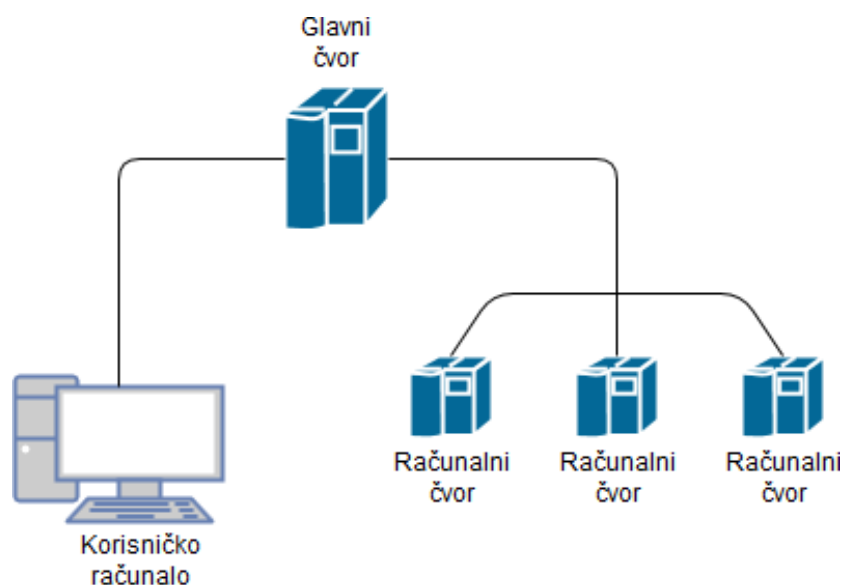 Glavni
čvor
Računalni
čvor
Računalni
čvor
Računalni
čvor
Korisničko
računalo